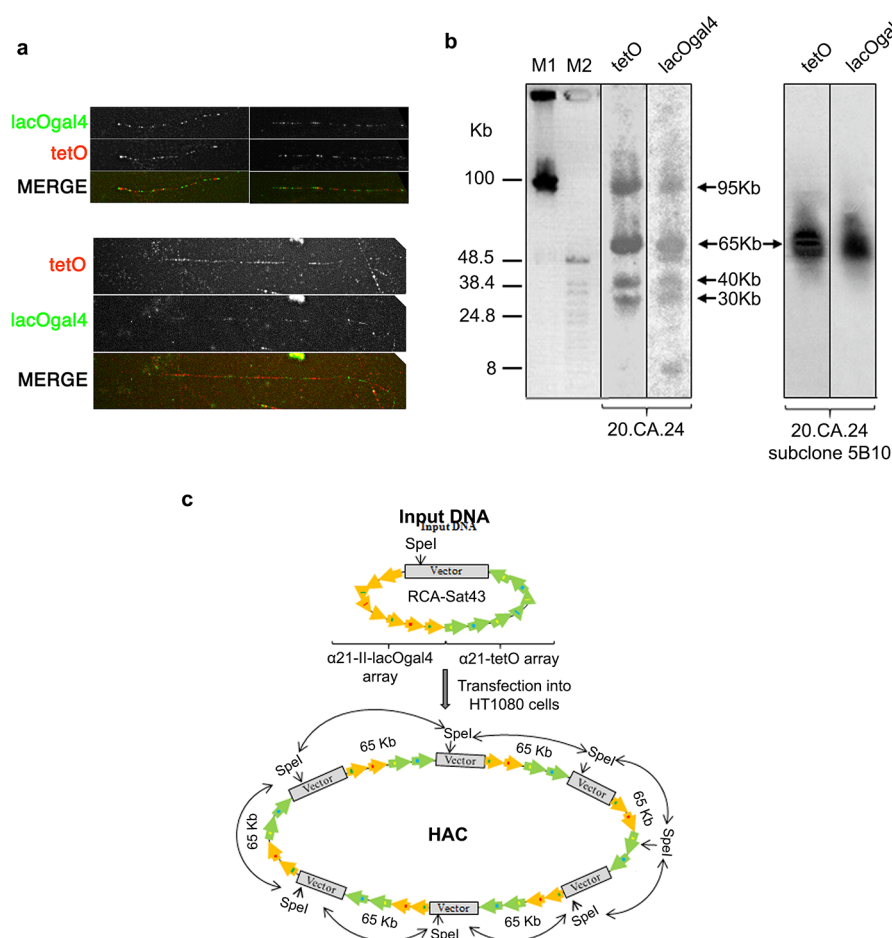 a
lacOgal4
tetO
MERGE
tetO
lacOgal4
MERGE
b
M1 M2 tetO lacOgal4
tetO lacOgal
Kb
100
48.5
38.4
24.8
8
95Kb
65Kb
40Kb
30Kb
20.CA.24
20.CA.24
subclone 5B10
c
Input DNA
Input DNA
SpeI
Vector
RCA-Sat43
α21-II-lacOgal4
array
α21-tetO array
Transfection into
HT1080 cells
SpeI
65 Kb
Vector
65 Kb
SpeI
SpeI
Vector
Vector
65 Kb
65 Kb
HAC
SpeI
Vector
Vector
Vector
SpeI
65 Kb
SpeI
65 Kb
SpeI